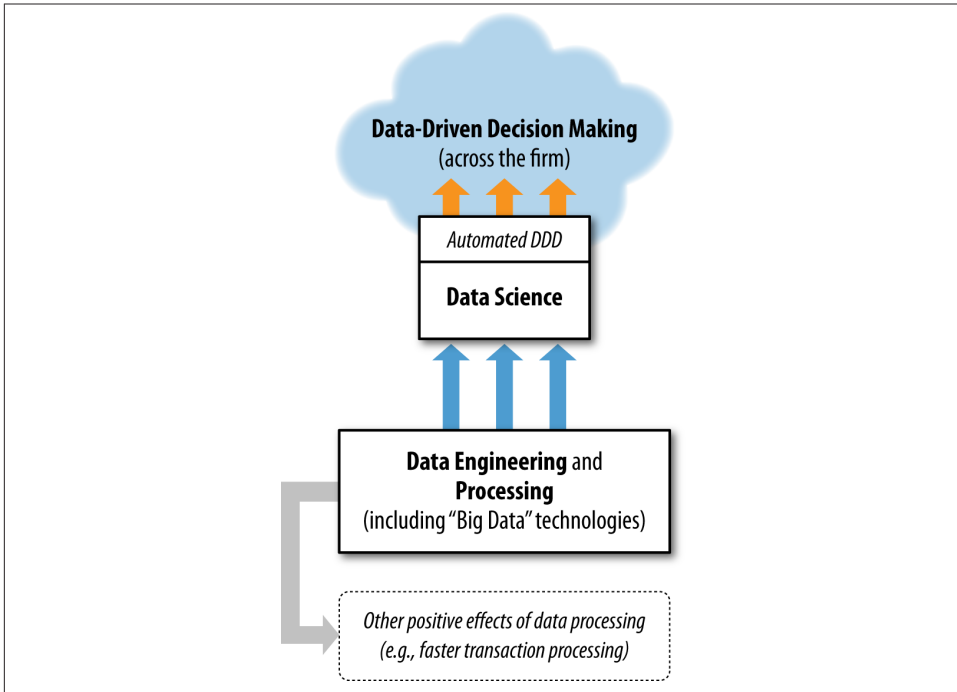 Data-Driven Decision Making
(across the firm)
Automated DDD
Data Science
Data Engineering and
Processing
(including “Big Data” technologies)
Other positive effects of data processing
(e.g., faster transaction processing)